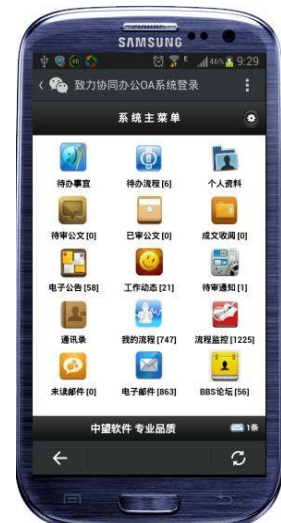 SAMSUNG
46 E 46% 9:29
致力协同办公OA系统登录
系统主菜单
待办事宜 待办流程[6] 个人资料
待审公文[0] 已审公文[0] 成文收阅[0]
电子公告[58] 工作动态[21] 待审通知[1]
通讯录 我的流程[747] 流程监控[1225]
未读邮件[0] 电子邮件[863] BBS论坛[56]
中望软件 专业品质 1条